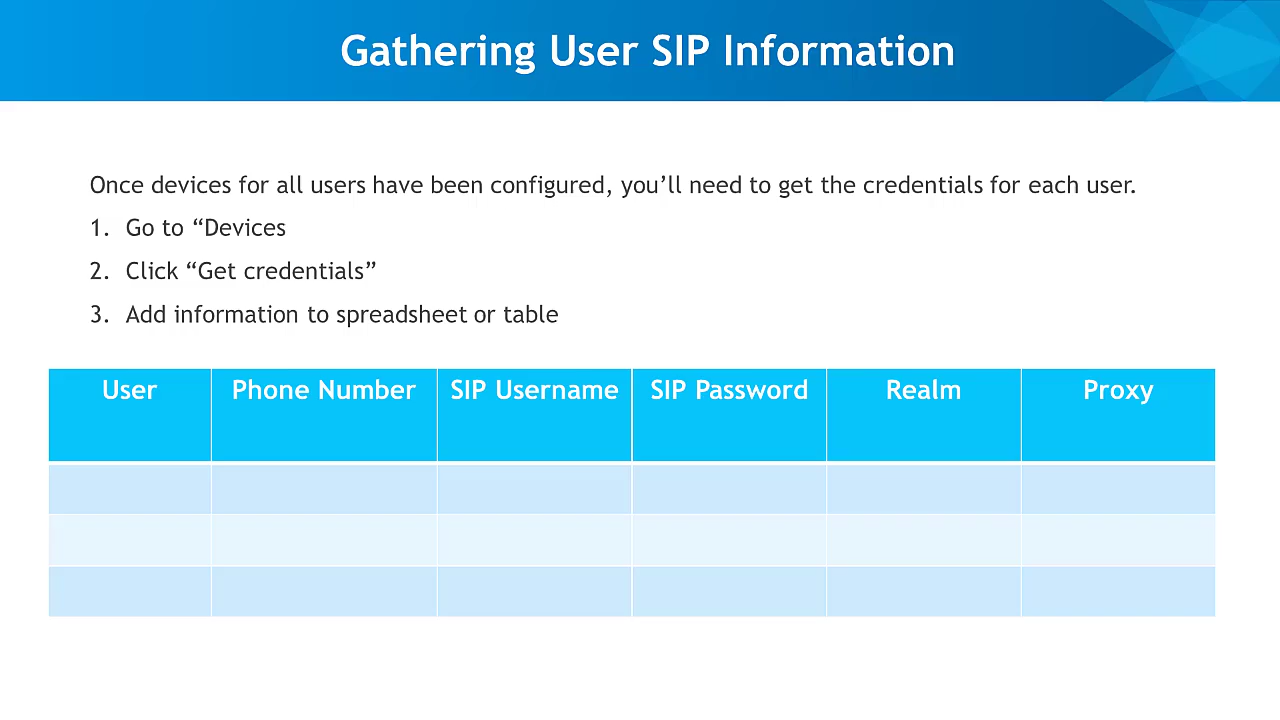 Gathering User SIP Information
Once devices for all users have been configured, you’ll need to get the credentials for each user.
1. Go to “Devices
2. Click “Get credentials”
3. Add information to spreadsheet or table
User Phone Number SIP Username SIP Password Realm Proxy